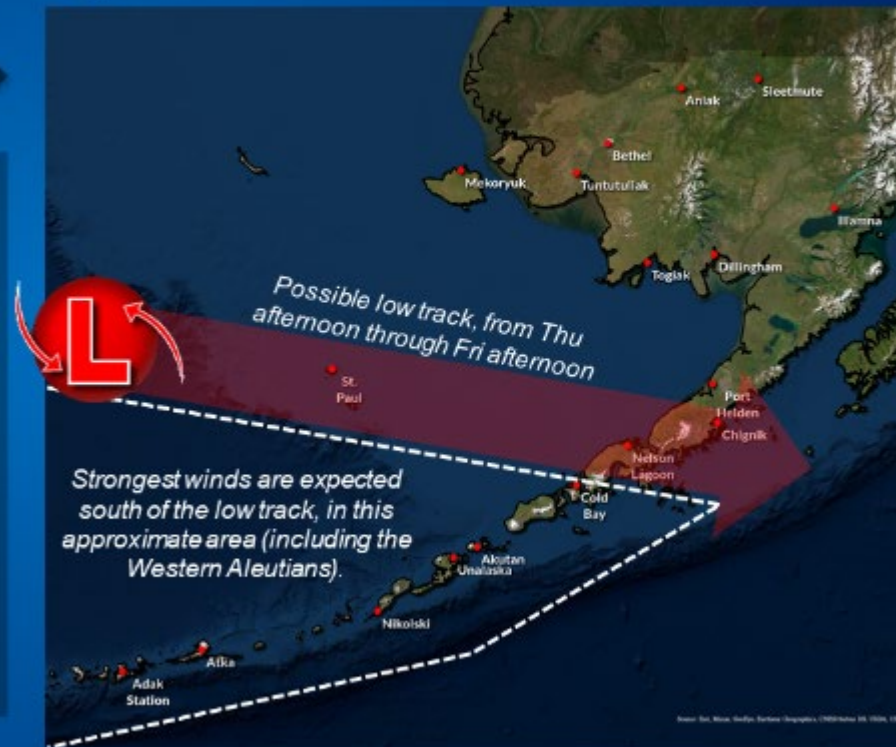 Sleetmute
Aniak
Bethel
Mekoryuk
Tuntutuliak
Iliamna
Togiak
Dillingham
Possible low track, from Thu
afternoon through Fri afternoon
L
St.
Paul
Port
Heiden
Chignik
Nelson
Lagoon
Strongest winds are expected
south of the low track, in this
approximate area (including the
Western Aleutians).
Cold
Bay
Akutan
Unalaska
Nikolski
Atka
Adak
Station